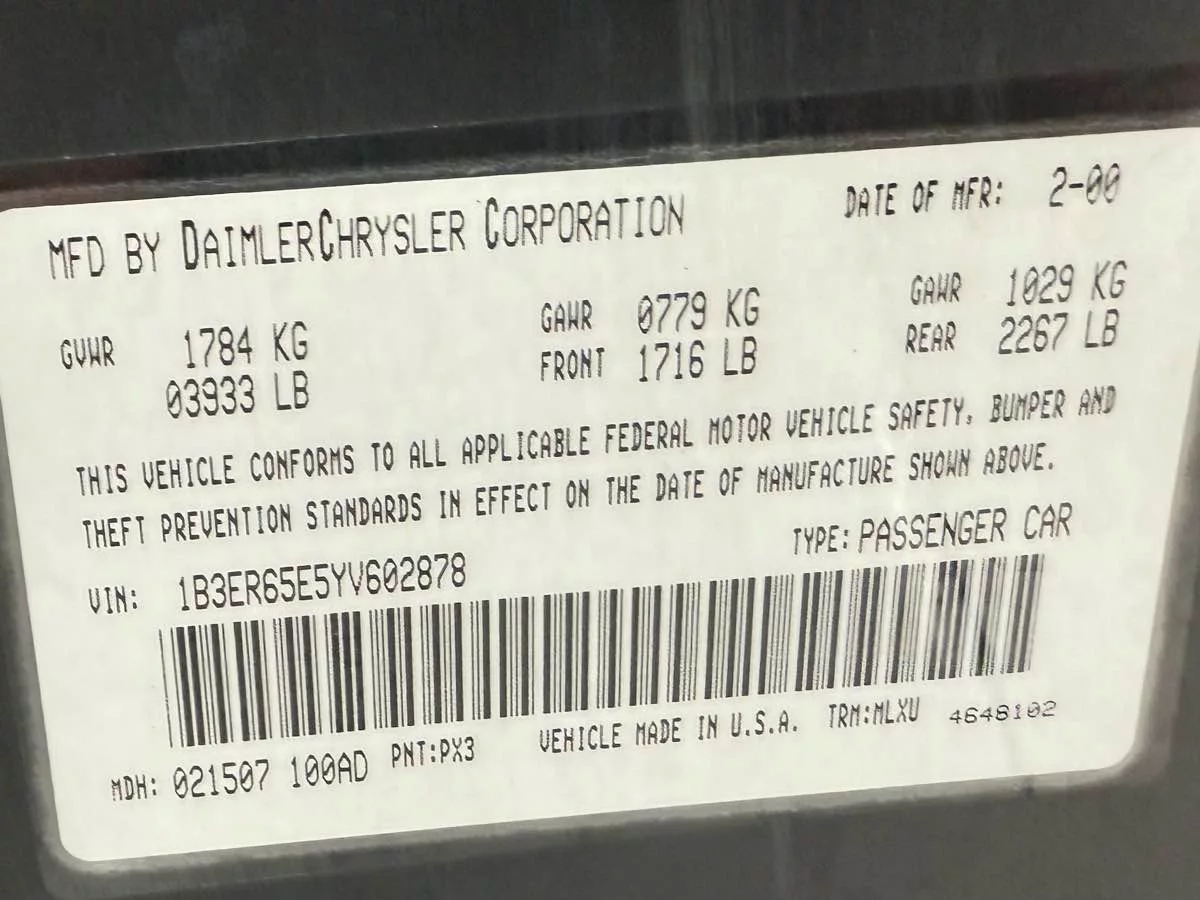 MFD BY DAIMLERCHRYSLER CORPORATION DATE OF MFR: 2-00
GVWR 1784 KG GAWR 0779 KG GAWR 1029 KG
03933 LB FRONT 1716 LB REAR 2267 LB
THIS VEHICLE CONFORMS TO ALL APPLICABLE FEDERAL MOTOR VEHICLE SAFETY, BUMPER AND
THEFT PREVENTION STANDARDS IN EFFECT ON THE DATE OF MANUFACTURE SHOWN ABOVE.
VIN: 1B3ER65E5YV602878 TYPE: PASSENGER CAR
MDH: 021507 100AD PNT:PX3 VEHICLE MADE IN U.S.A. TRM:MLXU 4648102